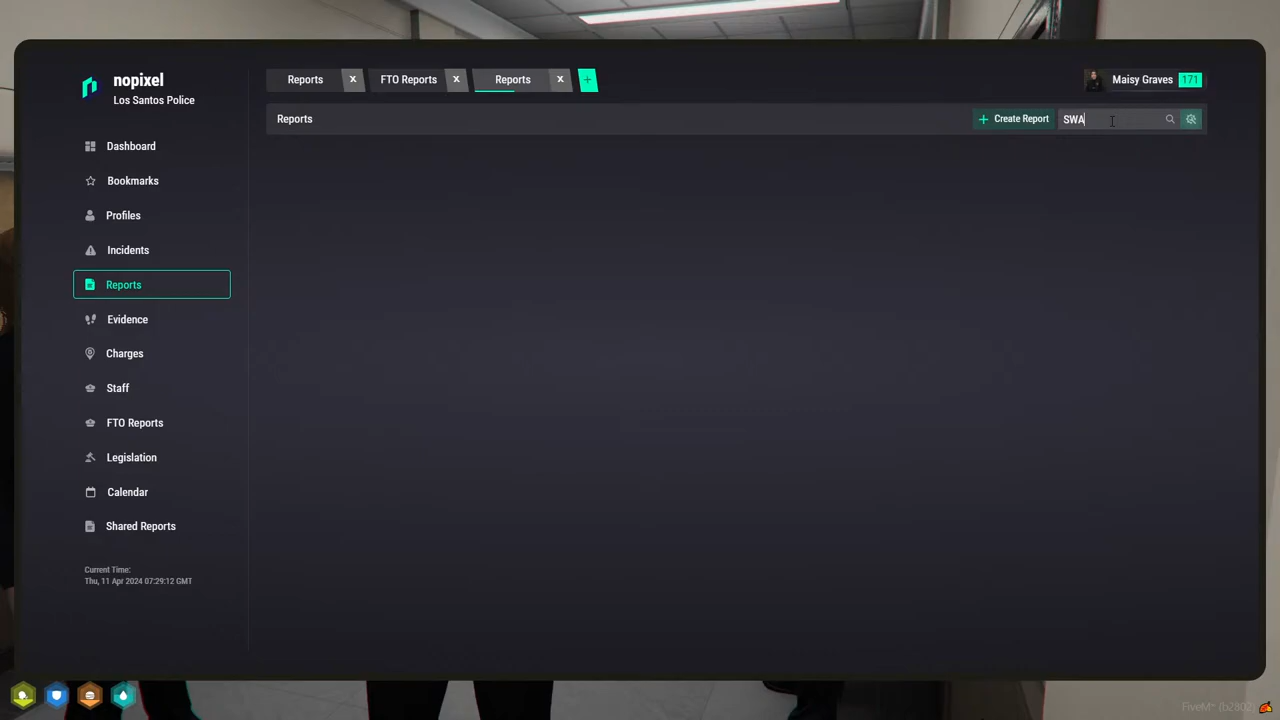 nopixel
Los Santos Police
Reports x FTO Reports x Reports x +
Maisy Graves 171
Reports
+ Create Report
SWA
Dashboard
Bookmarks
Profiles
Incidents
Reports
Evidence
Charges
Staff
FTO Reports
Legislation
Calendar
Shared Reports
Current Time:
Thu, 11 Apr 2024 07:29:12 GMT
FiveM™ (b2802)